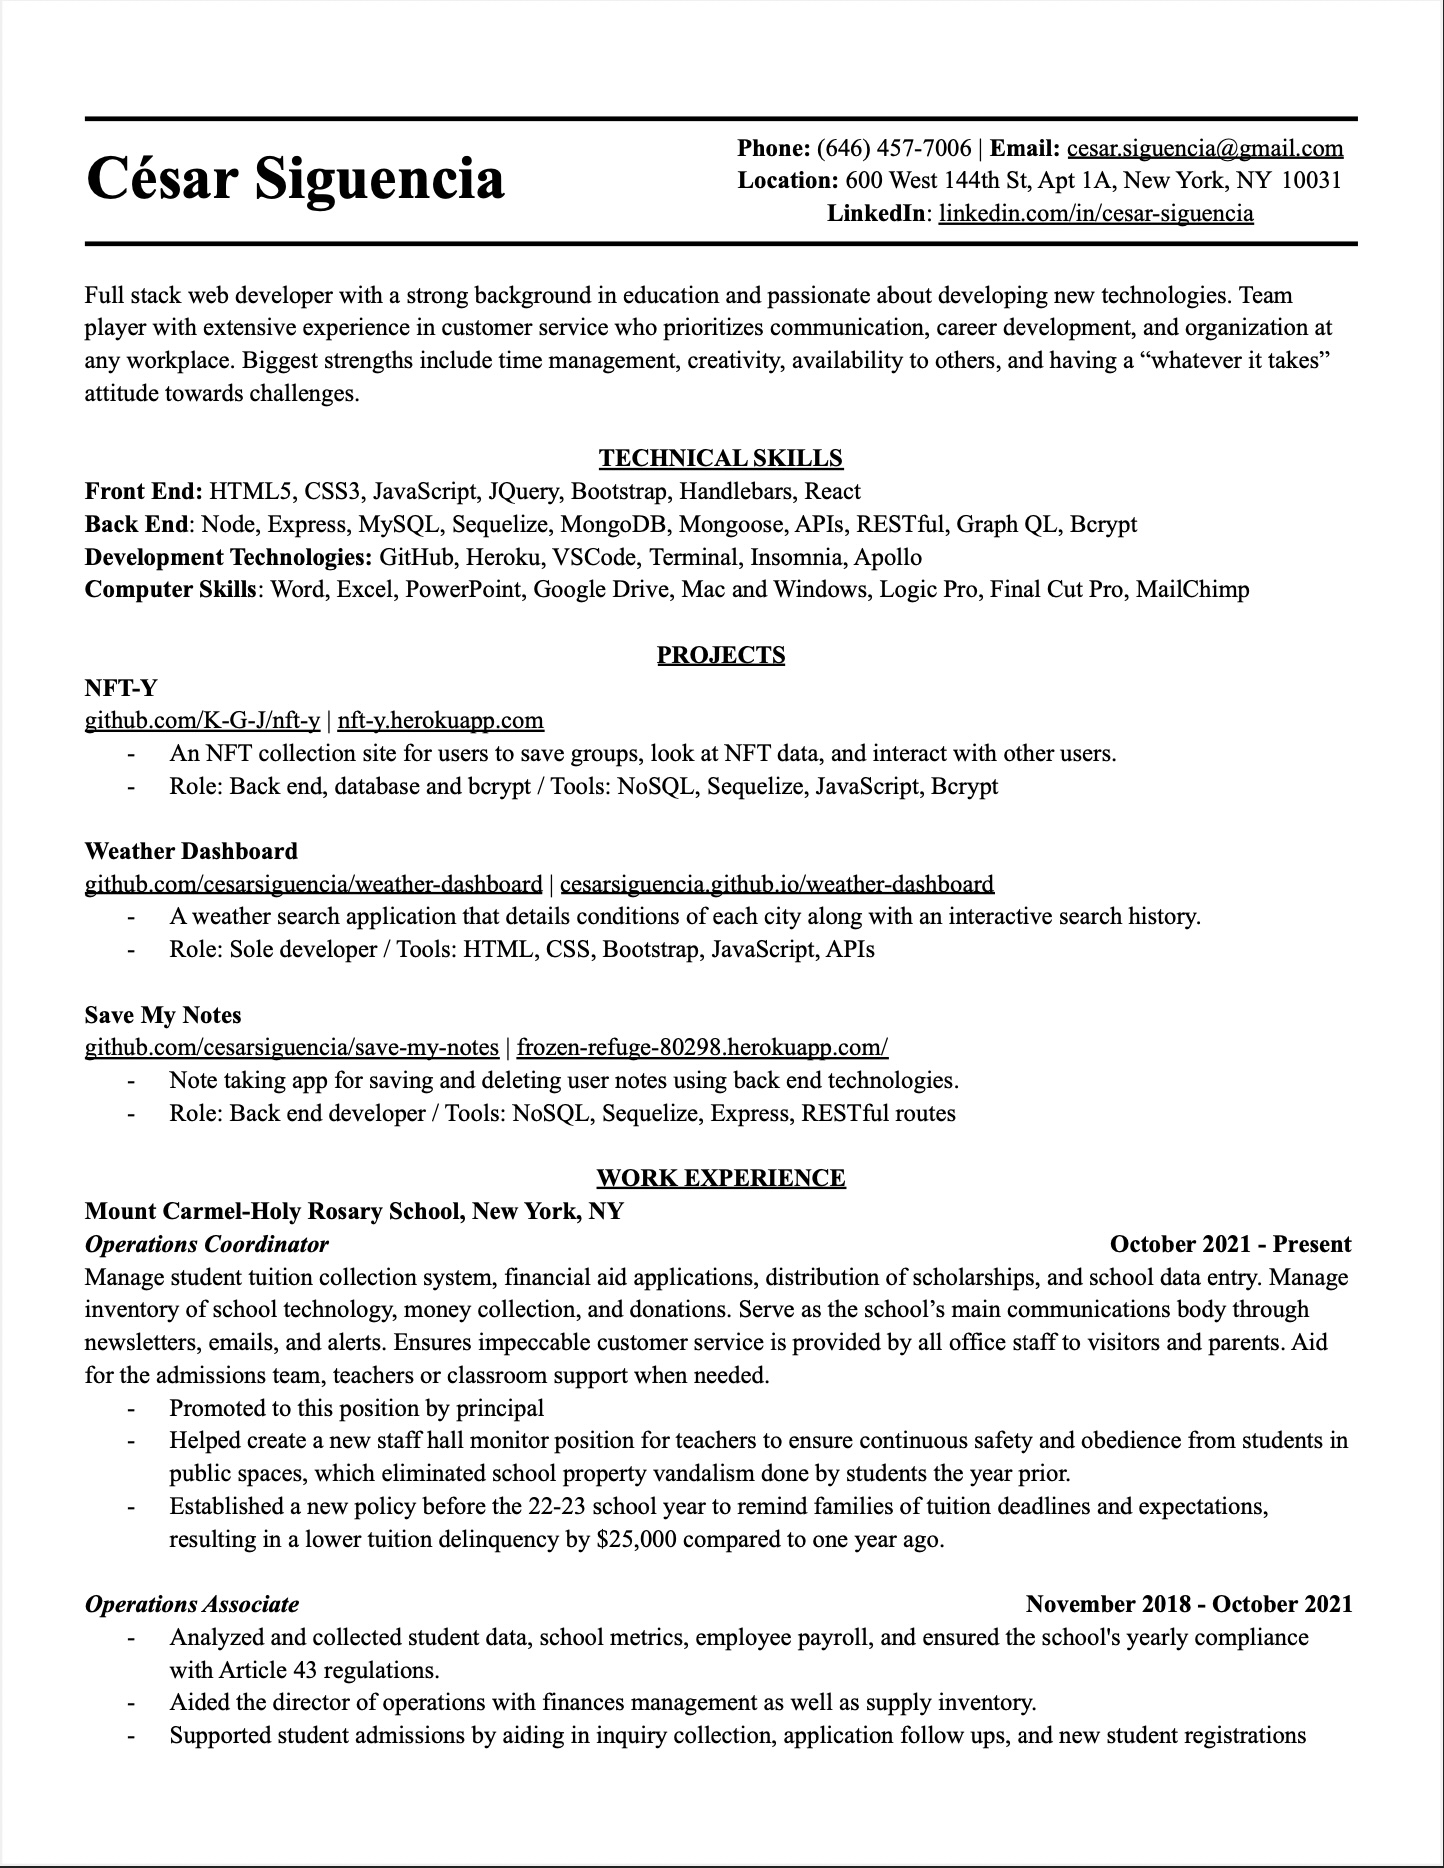 César Siguencia
Phone: (646) 457-7006 | Email: cesar.siguencia@gmail.com
Location: 600 West 144th St, Apt 1A, New York, NY 10031
LinkedIn: linkedin.com/in/cesar-siguencia
Full stack web developer with a strong background in education and passionate about developing new technologies. Team
player with extensive experience in customer service who prioritizes communication, career development, and organization at
any workplace. Biggest strengths include time management, creativity, availability to others, and having a “whatever it takes”
attitude towards challenges.
TECHNICAL SKILLS
Front End: HTML5, CSS3, JavaScript, JQuery, Bootstrap, Handlebars, React
Back End: Node, Express, MySQL, Sequelize, MongoDB, Mongoose, APIs, RESTful, Graph QL, Bcrypt
Development Technologies: GitHub, Heroku, VSCode, Terminal, Insomnia, Apollo
Computer Skills: Word, Excel, PowerPoint, Google Drive, Mac and Windows, Logic Pro, Final Cut Pro, MailChimp
PROJECTS
NFT-Y
github.com/K-G-J/nft-y | nft-y.herokuapp.com
- An NFT collection site for users to save groups, look at NFT data, and interact with other users.
- Role: Back end, database and bcrypt / Tools: NoSQL, Sequelize, JavaScript, Bcrypt
Weather Dashboard
github.com/cesarsiguencia/weather-dashboard | cesarsiguencia.github.io/weather-dashboard
- A weather search application that details conditions of each city along with an interactive search history.
- Role: Sole developer / Tools: HTML, CSS, Bootstrap, JavaScript, APIs
Save My Notes
github.com/cesarsiguencia/save-my-notes | frozen-refuge-80298.herokuapp.com/
- Note taking app for saving and deleting user notes using back end technologies.
- Role: Back end developer / Tools: NoSQL, Sequelize, Express, RESTful routes
WORK EXPERIENCE
Mount Carmel-Holy Rosary School, New York, NY
Operations Coordinator October 2021 - Present
Manage student tuition collection system, financial aid applications, distribution of scholarships, and school data entry. Manage
inventory of school technology, money collection, and donations. Serve as the school’s main communications body through
newsletters, emails, and alerts. Ensures impeccable customer service is provided by all office staff to visitors and parents. Aid
for the admissions team, teachers or classroom support when needed.
- Promoted to this position by principal
- Helped create a new staff hall monitor position for teachers to ensure continuous safety and obedience from students in
public spaces, which eliminated school property vandalism done by students the year prior.
- Established a new policy before the 22-23 school year to remind families of tuition deadlines and expectations,
resulting in a lower tuition delinquency by $25,000 compared to one year ago.
Operations Associate November 2018 - October 2021
- Analyzed and collected student data, school metrics, employee payroll, and ensured the school's yearly compliance
with Article 43 regulations.
- Aided the director of operations with finances management as well as supply inventory.
- Supported student admissions by aiding in inquiry collection, application follow ups, and new student registrations